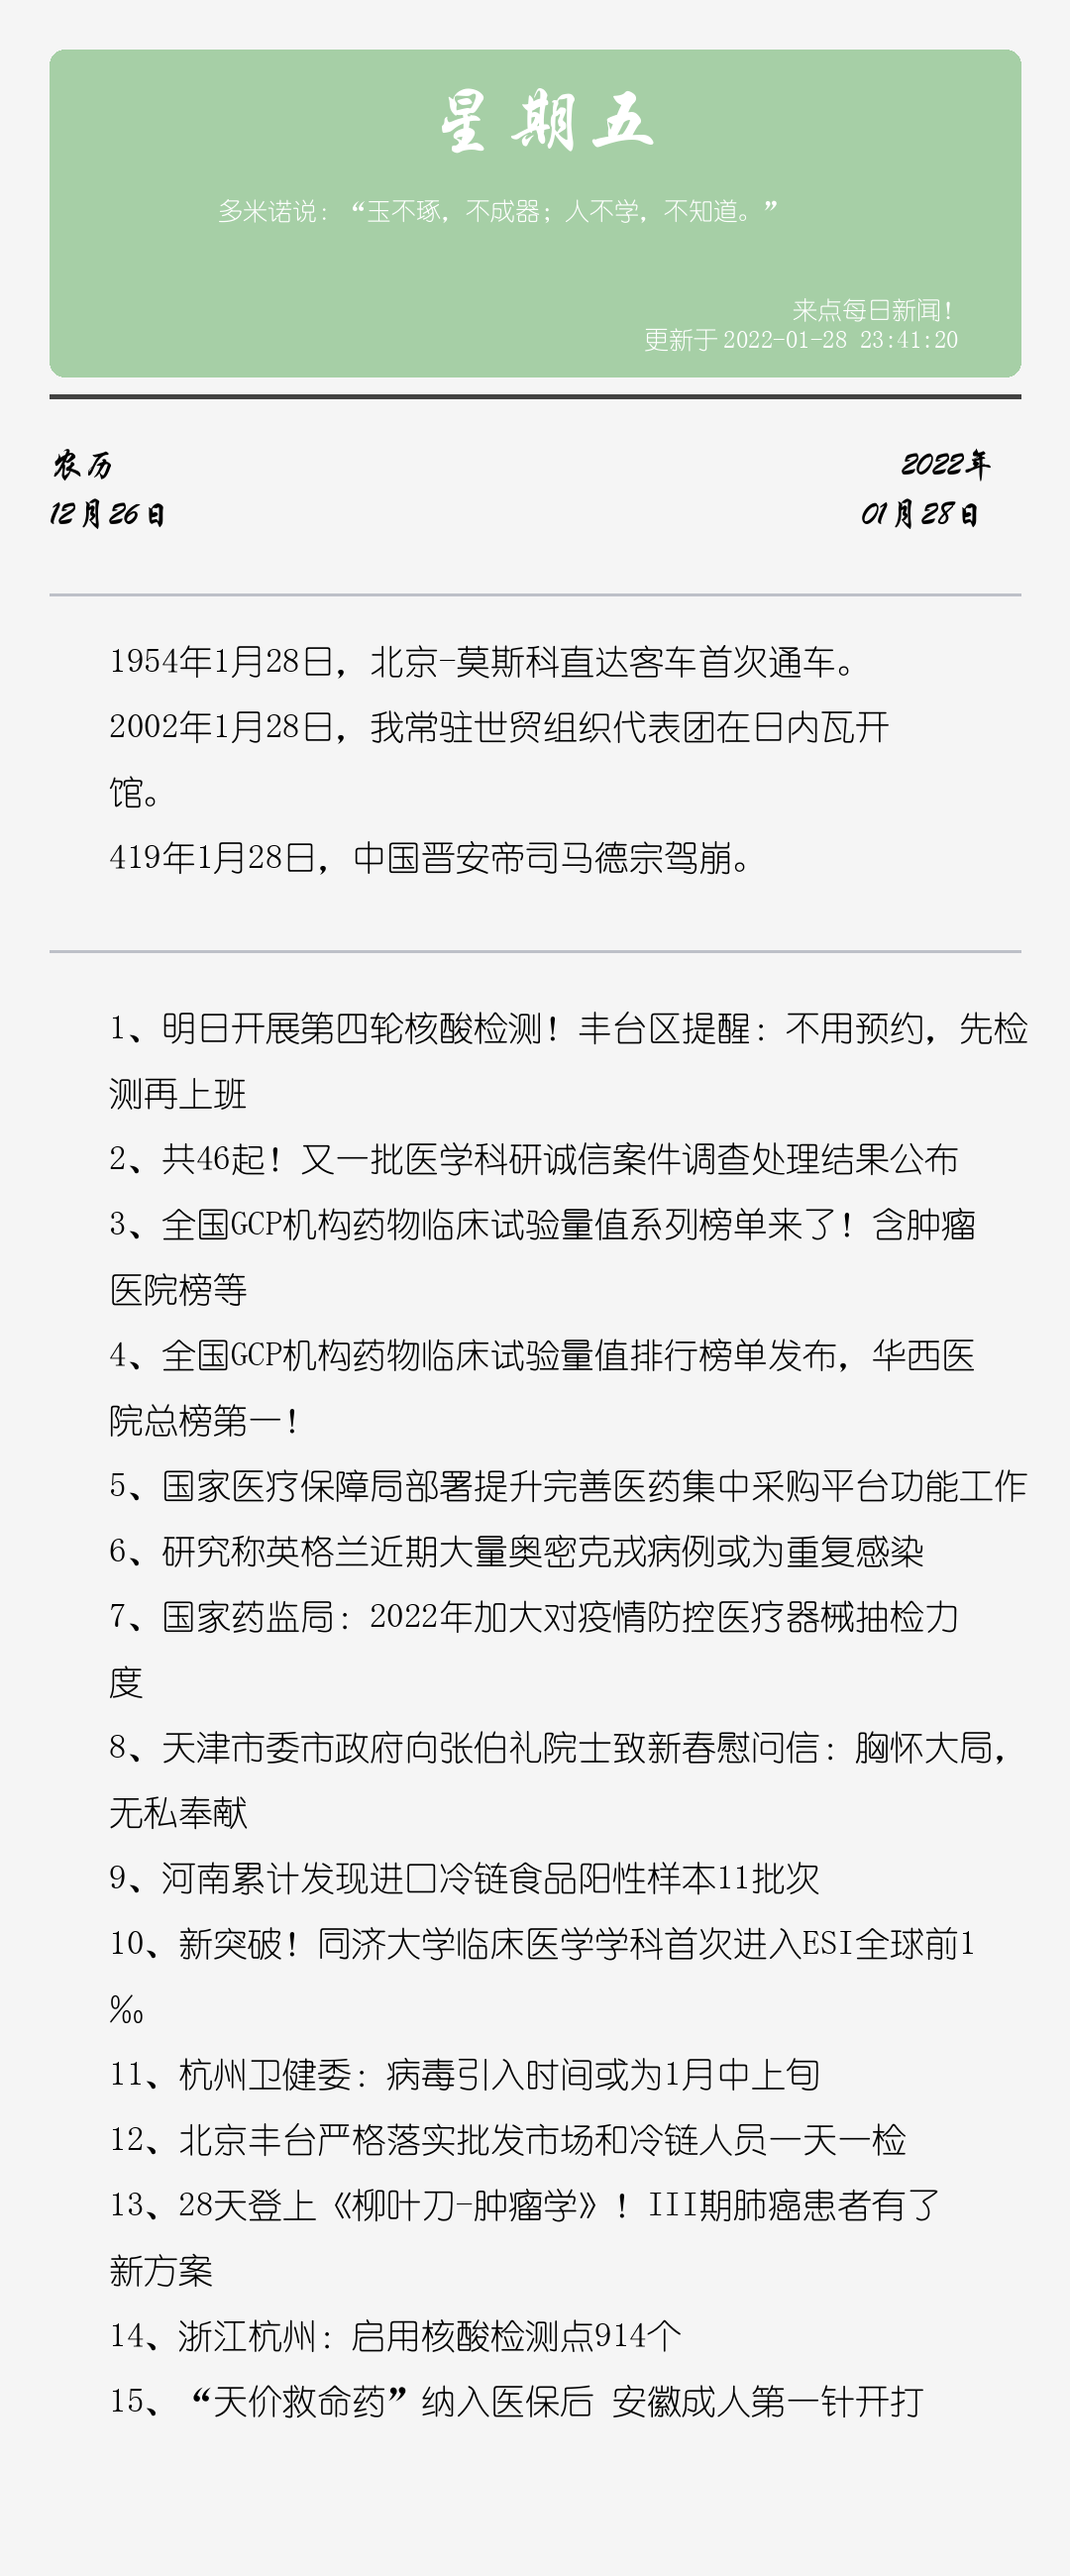 星期五
多米诺说：“玉不琢，不成器；人不学，不知道。”
来点每日新闻！
更新于2022-01-28 23:41:20
农历
2022年
12月26日
01月28日
1954年1月28日，北京-莫斯科直达客车首次通车。
2002年1月28日，我常驻世贸组织代表团在日内瓦开
馆。
419年1月28日，中国晋安帝司马德宗驾崩。
1、明日开展第四轮核酸检测！丰台区提醒：不用预约，先检
测再上班
2、共46起！又一批医学科研诚信案件调查处理结果公布
3、全国GCP机构药物临床试验量值系列榜单来了！含肿瘤
医院榜等
4、全国GCP机构药物临床试验量值排行榜单发布，华西医
院总榜第一！
5、国家医疗保障局部署提升完善医药集中采购平台功能工作
6、研究称英格兰近期大量奥密克戎病例或为重复感染
7、国家药监局：2022年加大对疫情防控医疗器械抽检力
度
8、天津市委市政府向张伯礼院士致新春慰问信：胸怀大局，
无私奉献
9、河南累计发现进口冷链食品阳性样本11批次
10、新突破！同济大学临床医学学科首次进入ESI全球前1
‰
11、杭州卫健委：病毒引入时间或为1月中上旬
12、北京丰台严格落实批发市场和冷链人员一天一检
13、28天登上《柳叶刀-肿瘤学》！III期肺癌患者有了
新方案
14、浙江杭州：启用核酸检测点914个
15、“天价救命药”纳入医保后 安徽成人第一针开打